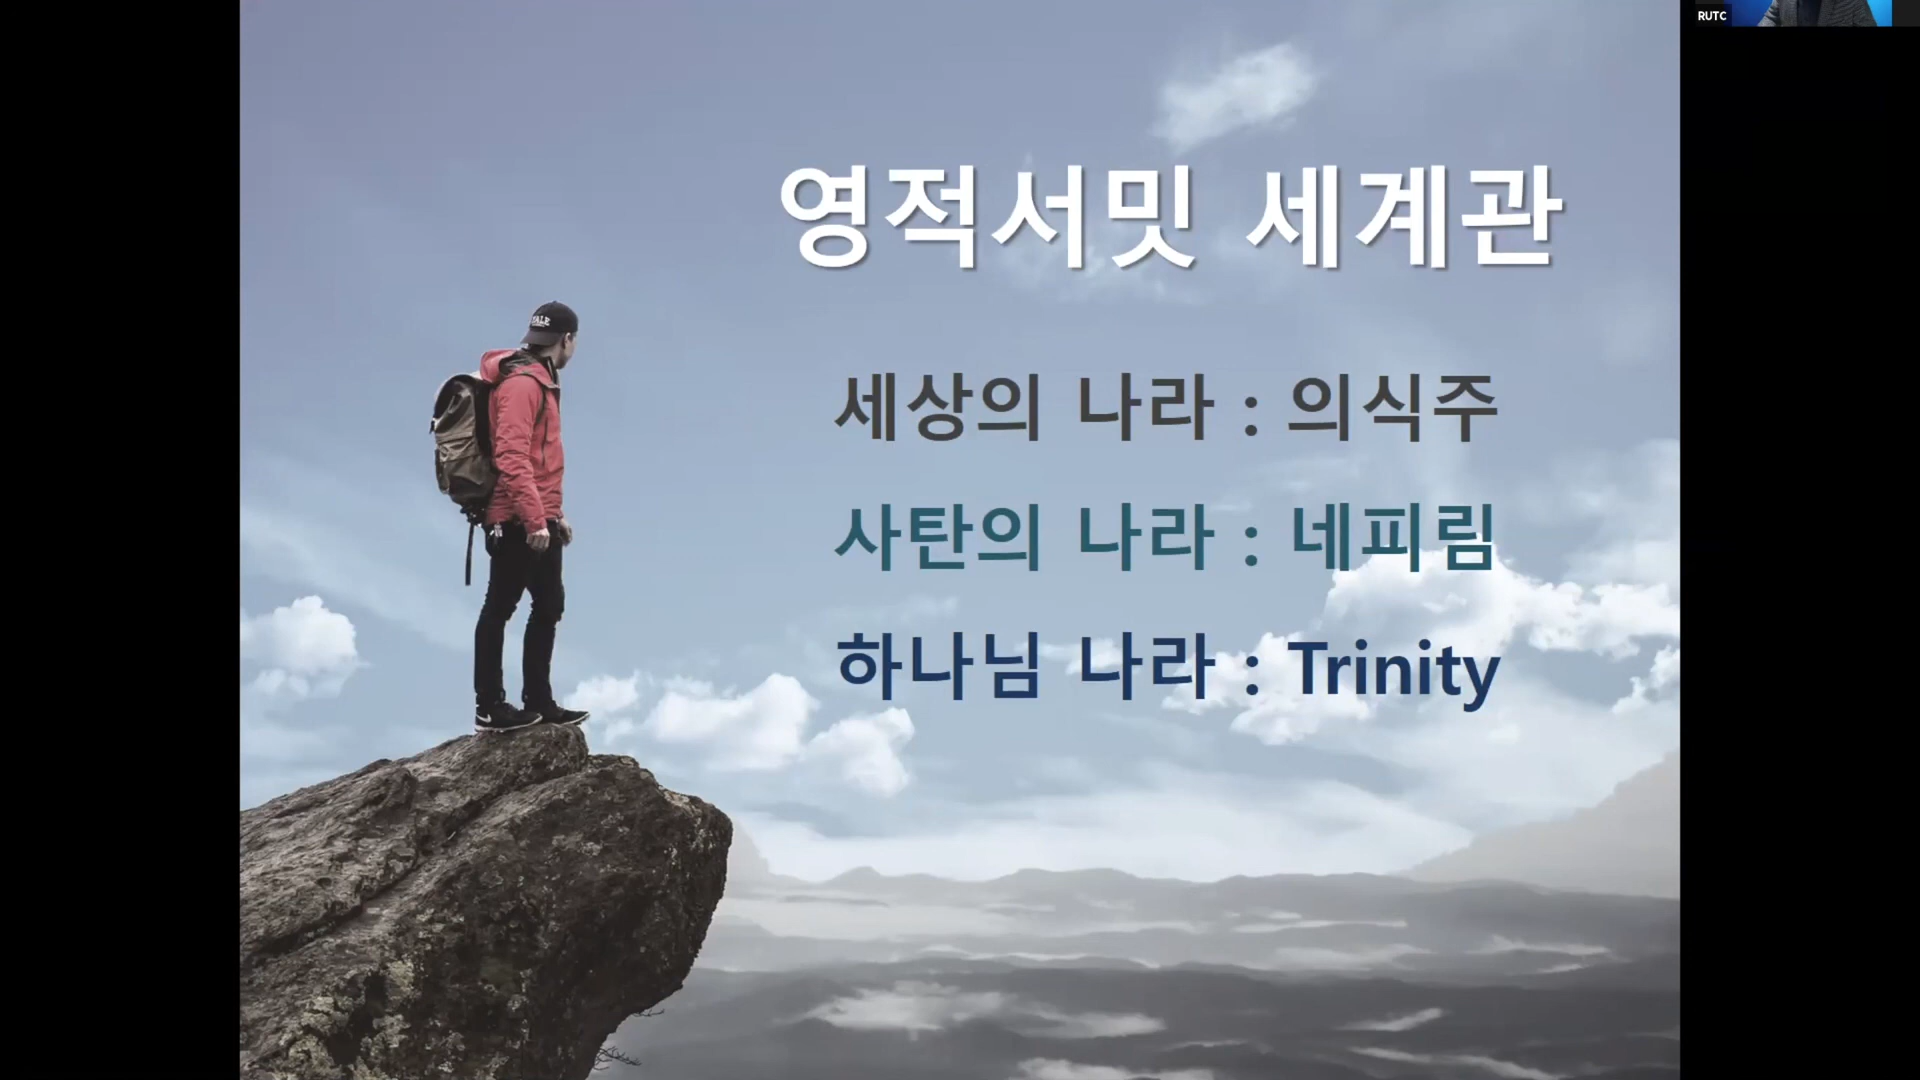 RUTC
영적서밋 세계관
세상의 나라 : 의식주
사탄의 나라 : 네피림
하나님 나라 : Trinity